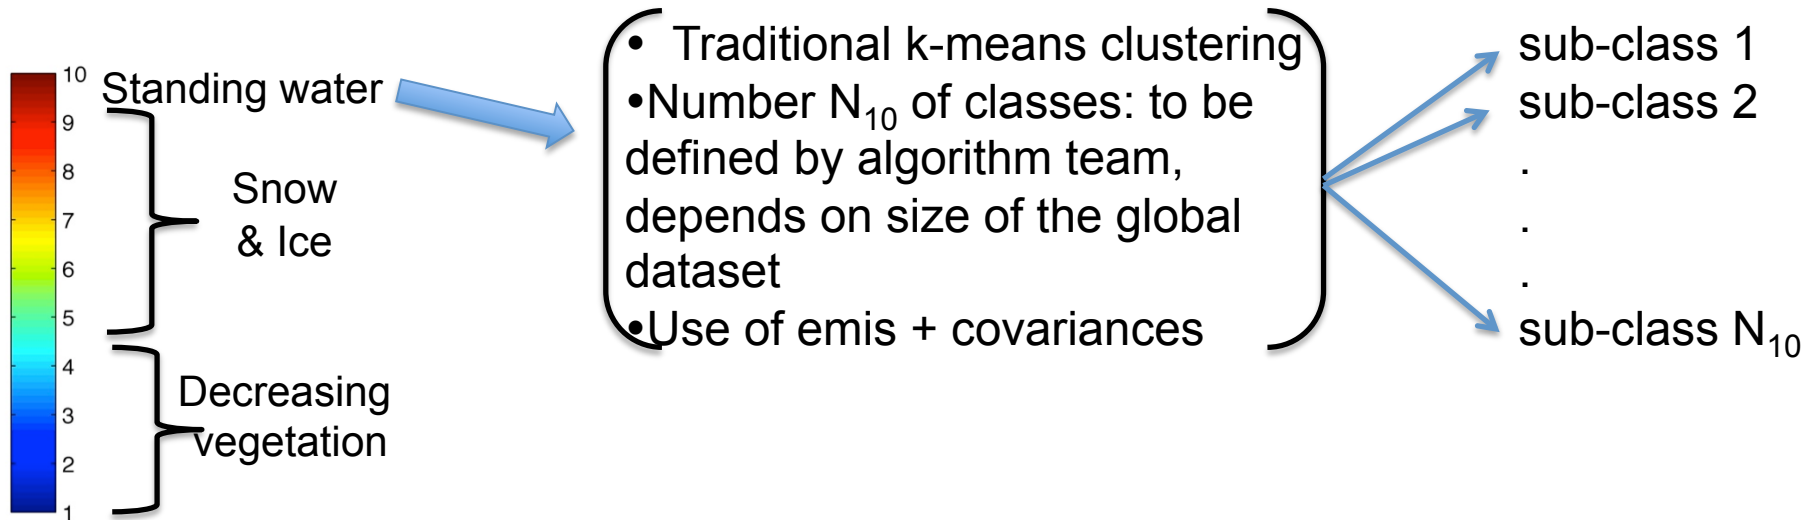 10
9
8
7
6
5
4
3
2
1
Standing water
Snow
& Ice
Decreasing
vegetation
• Traditional k-means clustering
•Number N₁₀ of classes: to be
defined by algorithm team,
depends on size of the global
dataset
•Use of emis + covariances
sub-class 1
sub-class 2
.
.
.
sub-class N₁₀